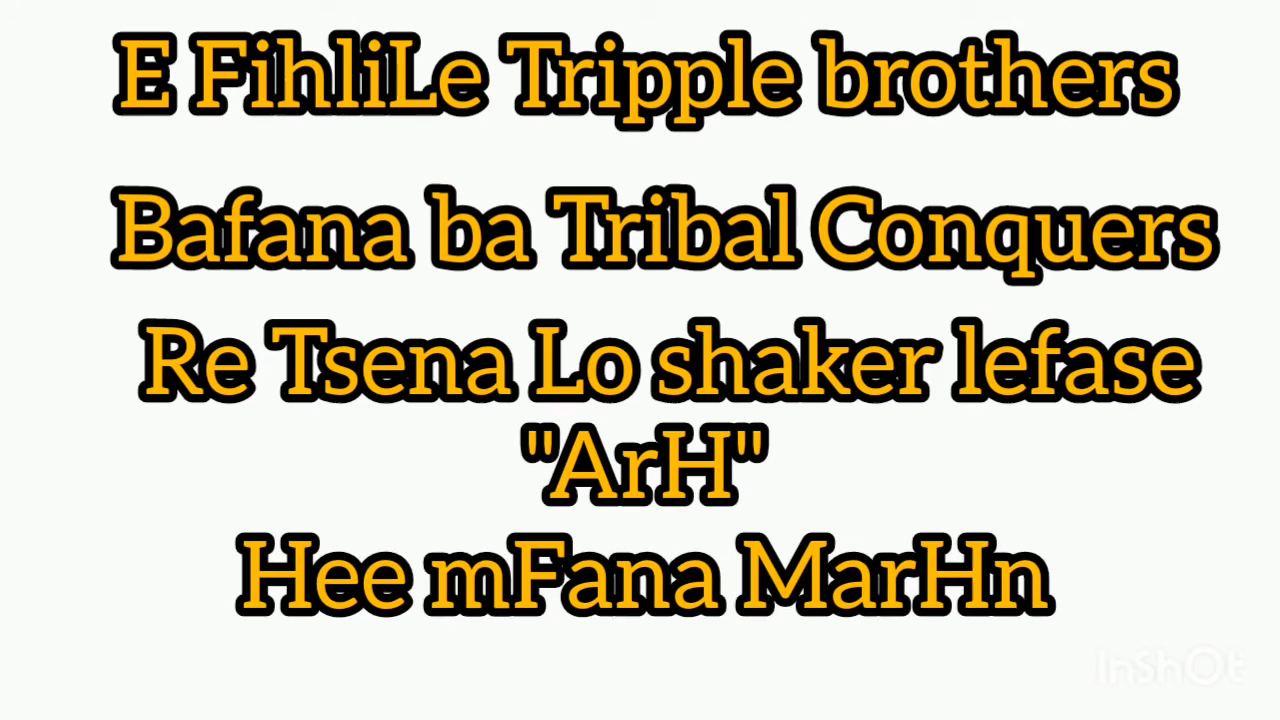 E FihliLe Tripple brothers
Bafana ba Tribal Conquers
Re Tsena Lo shaker lefase
"ArH"
Hee mFana MarHn
InShOt